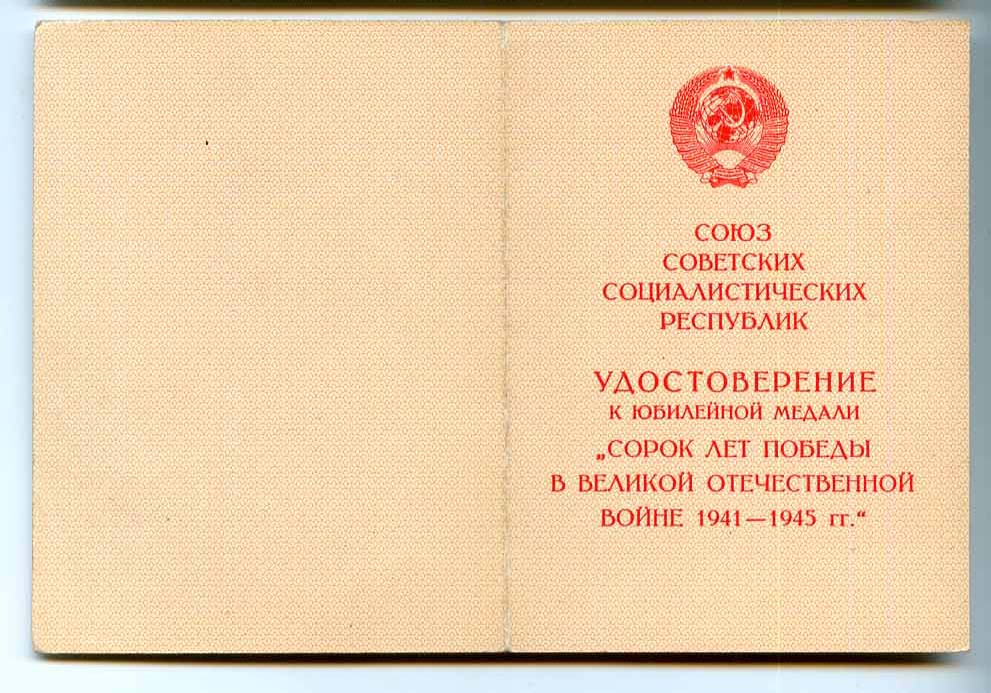 СОЮЗ
СОВЕТСКИХ
СОЦИАЛИСТИЧЕСКИХ
РЕСПУБЛИК
УДОСТОВЕРЕНИЕ
К ЮБИЛЕЙНОЙ МЕДАЛИ
„СОРОК ЛЕТ ПОБЕДЫ
В ВЕЛИКОЙ ОТЕЧЕСТВЕННОЙ
ВОЙНЕ 1941—1945 гг.“